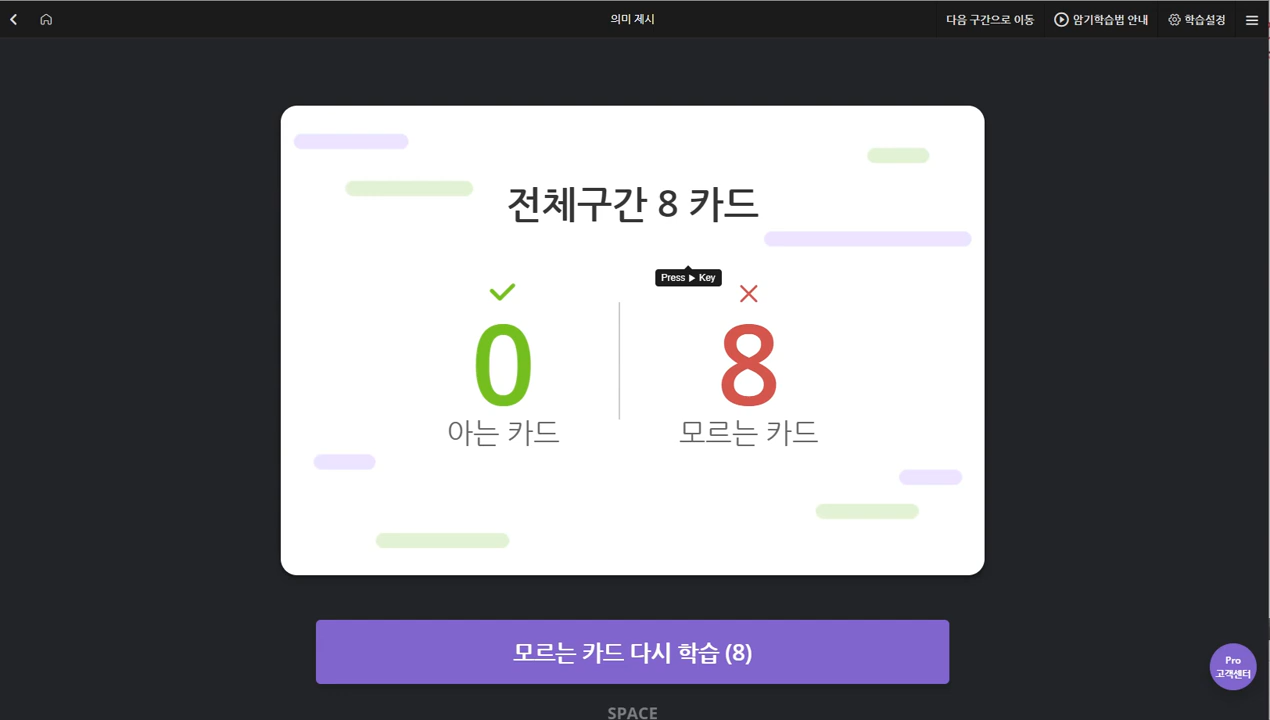 의미 제시
다음 구간으로 이동
암기학습법 안내
학습설정
전체구간 8 카드
Press ▶ Key
0
8
아는 카드
모르는 카드
모르는 카드 다시 학습 (8)
SPACE
Pro
고객센터